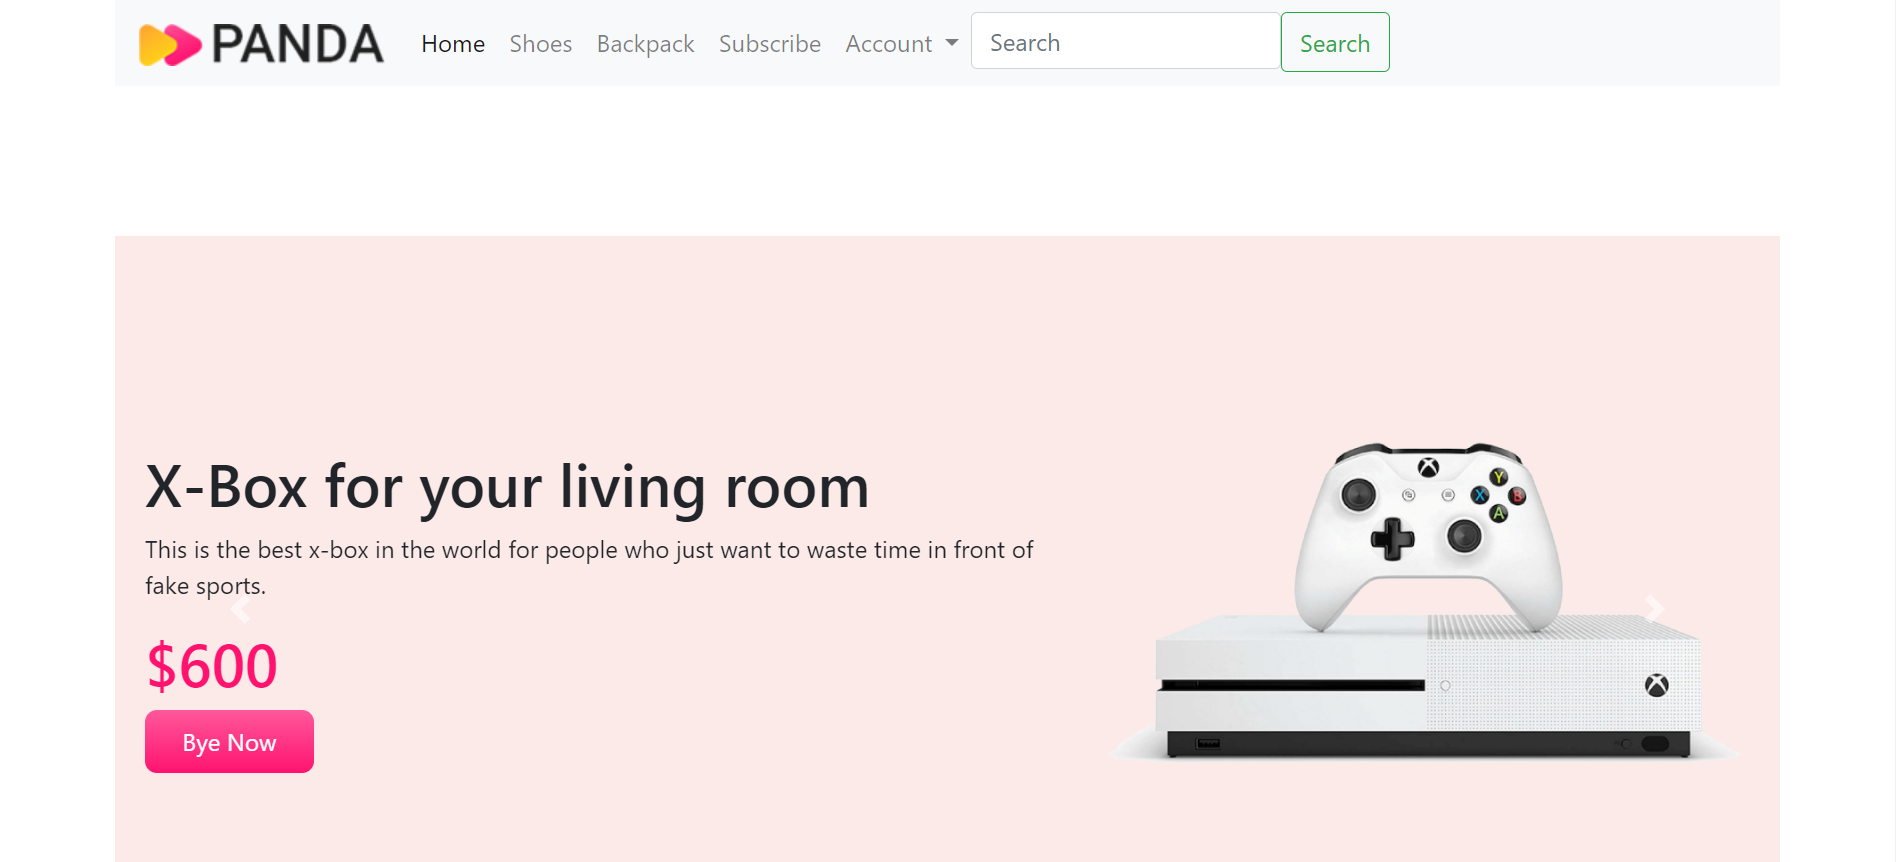 PANDA Home Shoes Backpack Subscribe Account Search Search
X-Box for your living room
This is the best x-box in the world for people who just want to waste time in front of
fake sports.
$600
Bye Now
Y
X B
A